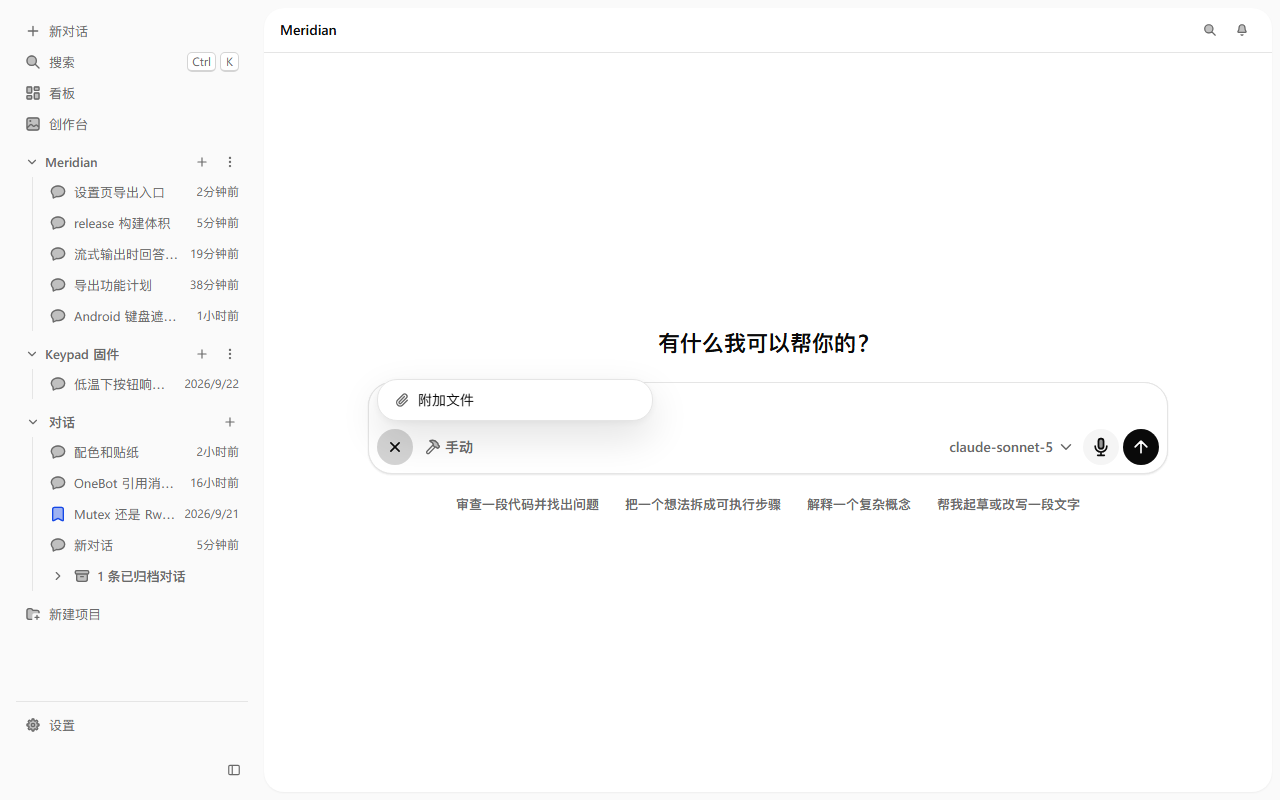 新对话
搜索 Ctrl K
看板
创作台
Meridian
设置页导出入口 2分钟前
release 构建体积 5分钟前
流式输出时回答… 19分钟前
导出功能计划 38分钟前
Android 键盘遮… 1小时前
Keypad 固件
低温下按钮响… 2026/9/22
对话
配色和贴纸 2小时前
OneBot 引用消… 16小时前
Mutex 还是 Rw… 2026/9/21
新对话 5分钟前
1 条已归档对话
新建项目
设置
Meridian
有什么我可以帮你的？
附加文件
手动 claude-sonnet-5
审查一段代码并找出问题 把一个想法拆成可执行步骤 解释一个复杂概念 帮我起草或改写一段文字